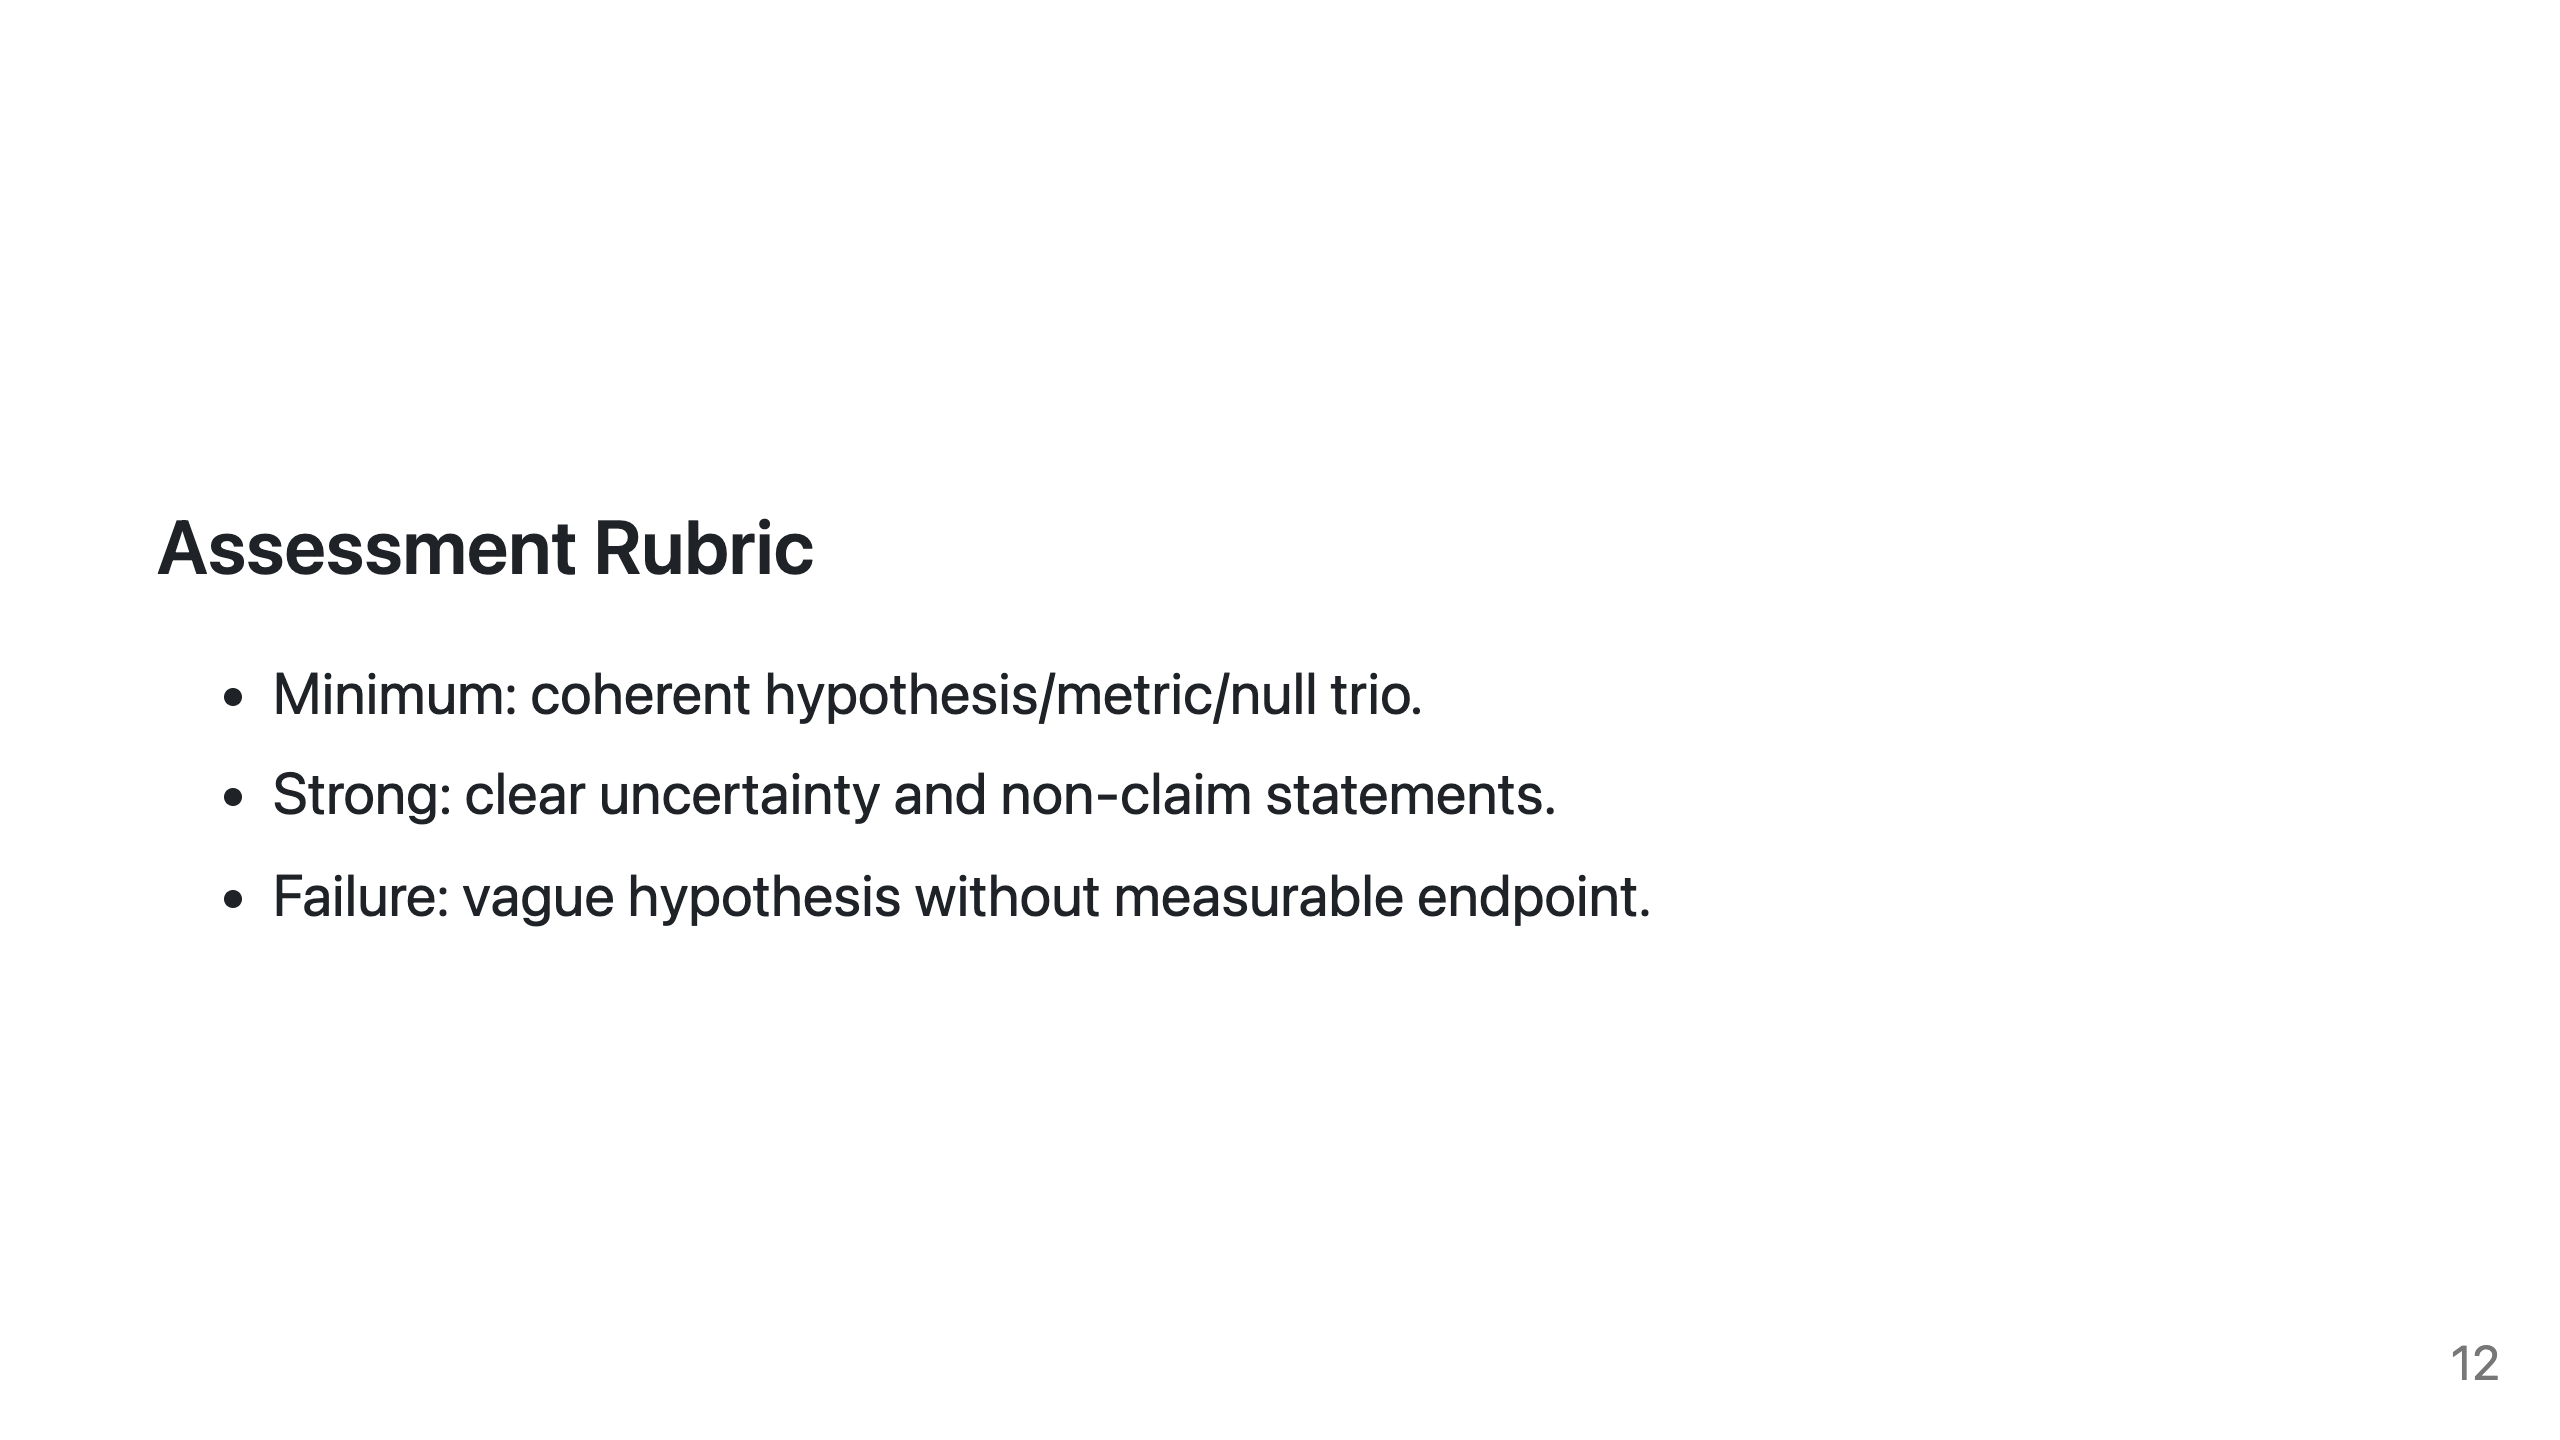 Assessment Rubric
• Minimum: coherent hypothesis/metric/null trio.
• Strong: clear uncertainty and non-claim statements.
• Failure: vague hypothesis without measurable endpoint.
12